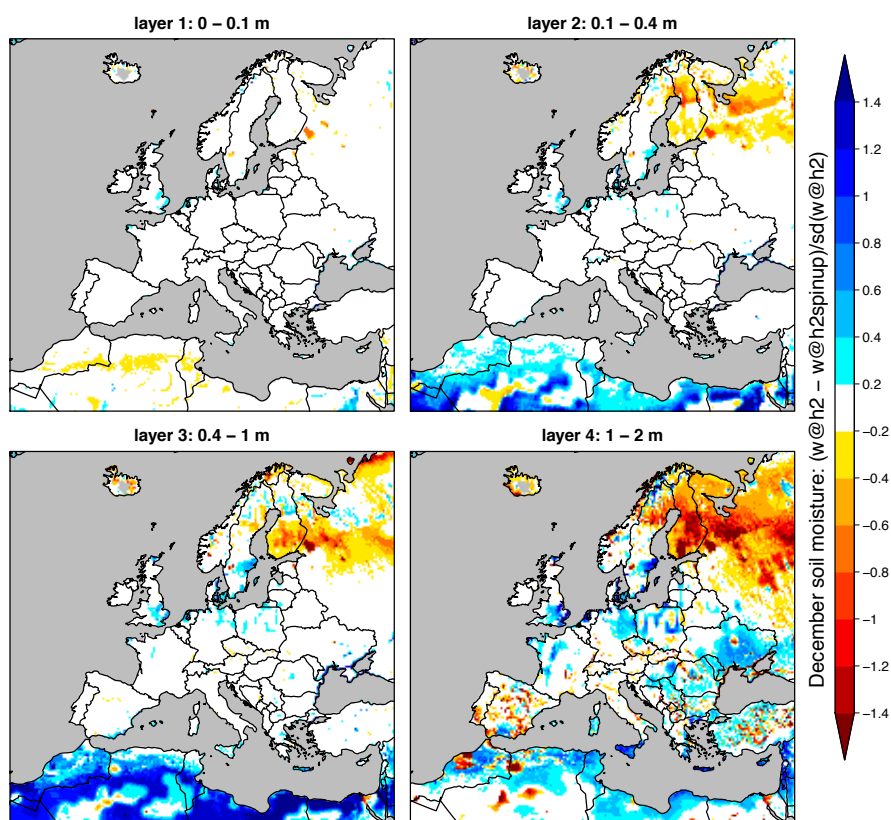 layer 1: 0 – 0.1 m
layer 2: 0.1 – 0.4 m
layer 3: 0.4 – 1 m
layer 4: 1 – 2 m
1.4
1.2
1
0.8
0.6
0.4
0.2
−0.2
−0.4
−0.6
−0.8
−1
−1.2
−1.4
December soil moisture: (w@h2 − w@h2spinup)/sd(w@h2)